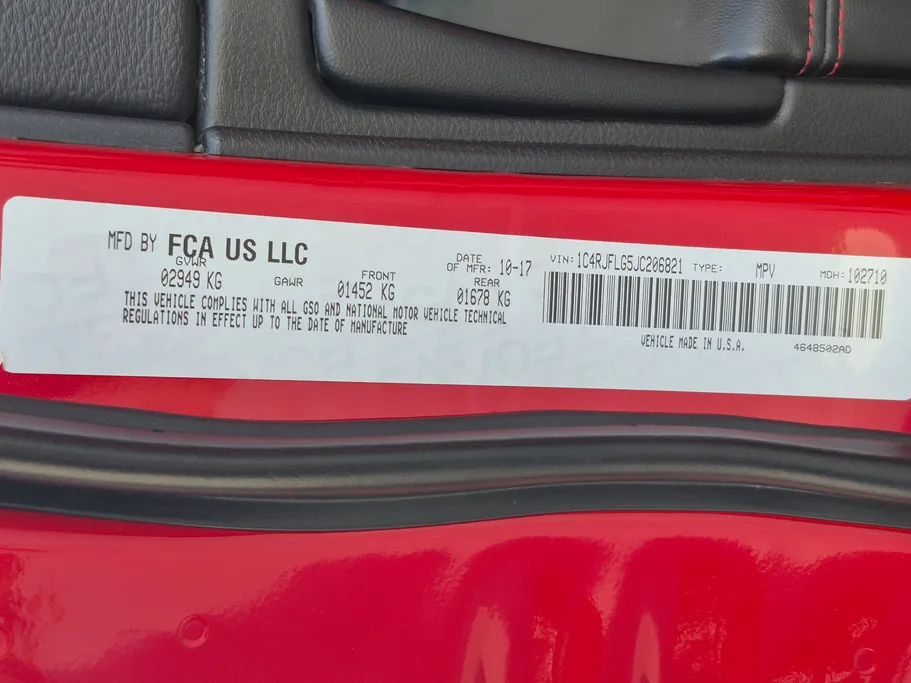 MFD BY FCA US LLC
GVWR
02949 KG
GAWR
FRONT
01452 KG
DATE
OF MFR: 10-17
REAR
01678 KG
THIS VEHICLE COMPLIES WITH ALL GSO AND NATIONAL MOTOR VEHICLE TECHNICAL
REGULATIONS IN EFFECT UP TO THE DATE OF MANUFACTURE
VIN: 1C4RJFLG5JC206821 TYPE: MPV MDH: 102710
VEHICLE MADE IN U.S.A.
4648502AD